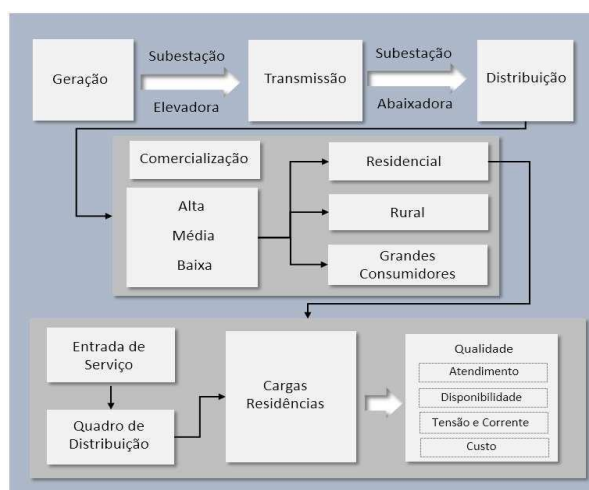 Geração
Subestação
Elevadora
Transmissão
Subestação
Abaixadora
Distribuição
Comercialização
Alta
Média
Baixa
Residencial
Rural
Grandes
Consumidores
Entrada de
Serviço
Quadro de
Distribuição
Cargas
Residências
Qualidade
Atendimento
Disponibilidade
Tensão e Corrente
Custo